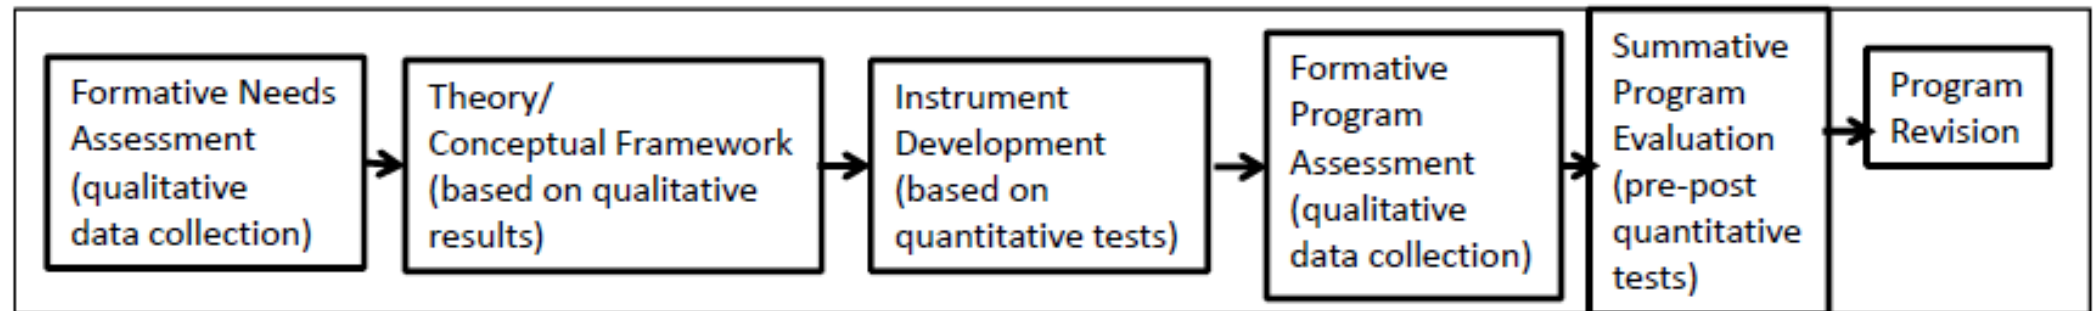 Formative Needs
Assessment
(qualitative
data collection)
Theory/
Conceptual Framework
(based on qualitative
results)
Instrument
Development
(based on
quantitative tests)
Formative
Program
Assessment
(qualitative
data collection)
Summative
Program
Evaluation
(pre-post
quantitative
tests)
Program
Revision